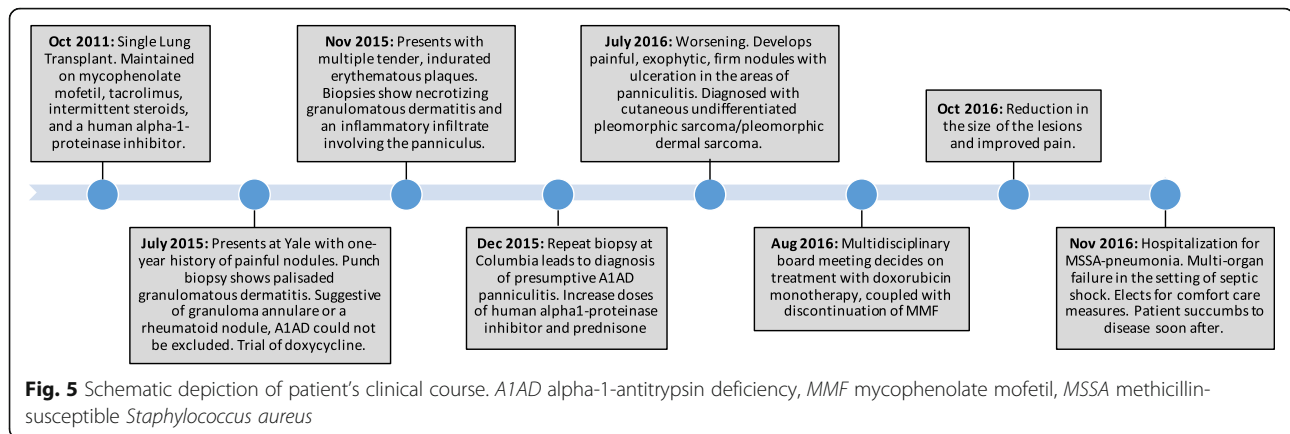 Oct 2011: Single Lung
Transplant. Maintained
on mycophenolate
mofetil, tacrolimus,
intermittent steroids,
and a human alpha-1-
proteinase inhibitor.
July 2015: Presents at Yale with one-
year history of painful nodules. Punch
biopsy shows palisaded
granulomatous dermatitis. Suggestive
of granuloma annulare or a
rheumatoid nodule, A1AD could not
be excluded. Trial of doxycycline.
Nov 2015: Presents with
multiple tender, indurated
erythematous plaques.
Biopsies show necrotizing
granulomatous dermatitis and
an inflammatory infiltrate
involving the panniculus.
Dec 2015: Repeat biopsy at
Columbia leads to diagnosis
of presumptive A1AD
panniculitis. Increase doses
of human alpha1-proteinase
inhibitor and prednisone
July 2016: Worsening. Develops
painful, exophytic, firm nodules with
ulceration in the areas of
panniculitis. Diagnosed with
cutaneous undifferentiated
pleomorphic sarcoma/pleomorphic
dermal sarcoma.
Aug 2016: Multidisciplinary
board meeting decides on
treatment with doxorubicin
monotherapy, coupled with
discontinuation of MMF
Oct 2016: Reduction in
the size of the lesions
and improved pain.
Nov 2016: Hospitalization for
MSSA-pneumonia. Multi-organ
failure in the setting of septic
shock. Elects for comfort care
measures. Patient succumbs to
disease soon after.
Fig. 5 Schematic depiction of patient's clinical course. A1AD alpha-1-antitrypsin deficiency, MMF mycophenolate mofetil, MSSA methicillin-
susceptible Staphylococcus aureus